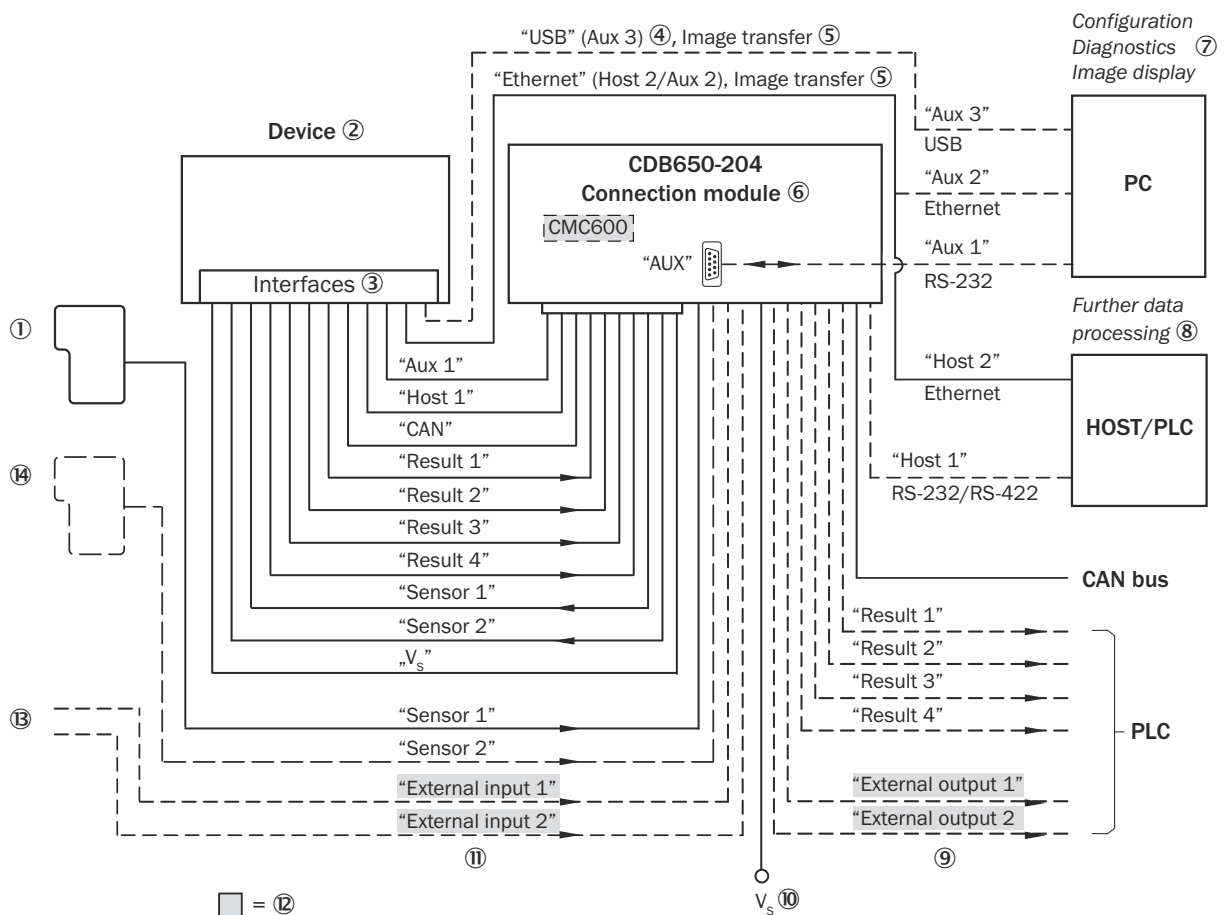 "USB" (Aux 3) ④, Image transfer ⑤
"Ethernet" (Host 2/Aux 2), Image transfer ⑤
Configuration
Diagnostics ⑦
Image display
Device ②
CDB650-204
Connection module ⑥
CMC600
"AUX"
"Aux 3"
USB
"Aux 2"
Ethernet
"Aux 1"
RS-232
PC
Interfaces ③
①
Further data
processing ⑧
"Aux 1"
"Host 1"
"CAN"
"Result 1"
"Result 2"
"Result 3"
"Result 4"
"Sensor 1"
"Sensor 2"
„Vs"
"Host 2"
Ethernet
HOST/PLC
"Host 1"
RS-232/RS-422
⑭
CAN bus
"Result 1"
"Result 2"
"Result 3"
"Result 4"
PLC
⑬
"Sensor 1"
"Sensor 2"
"External input 1"
"External input 2"
"External output 1"
"External output 2
⑪
⑨
= ⑫
Vs ⑩